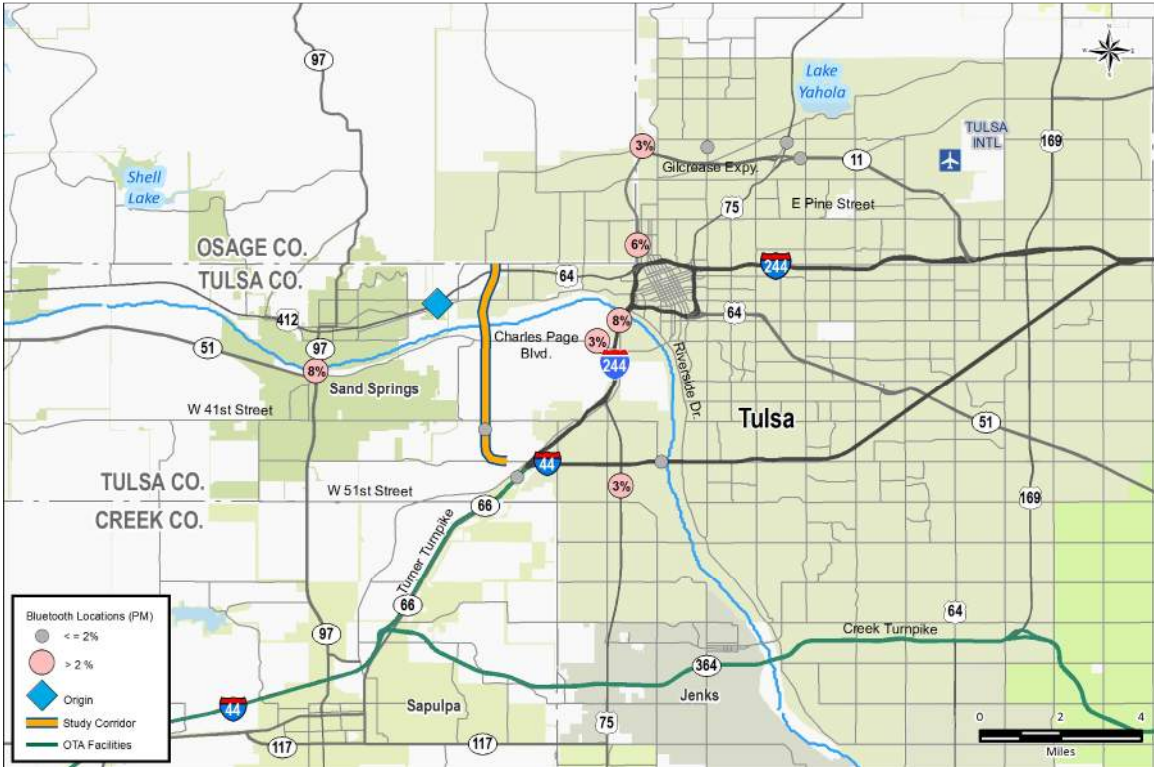 97
N
W
E
S
Lake
Yahola
TULSA
INTL
169
3%
Gilcrease Expy.
11
Shell
Lake
75
E Pine Street
OSAGE CO.
TULSA CO.
6%
64
244
412
51
97
8%
Charles Page
Blvd.
8%
3%
244
64
Riverside Dr.
Sand Springs
W 41st Street
Tulsa
51
44
TULSA CO.
CREEK CO.
W 51st Street
66
3%
169
Turnner Turnpike
66
64
97
Creek Turnpike
364
Jenks
Sapulpa
44
75
117
117
Bluetooth Locations (PM)
< = 2%
> 2 %
Origin
Study Corridor
OTA Facilities
0 2 4
Miles